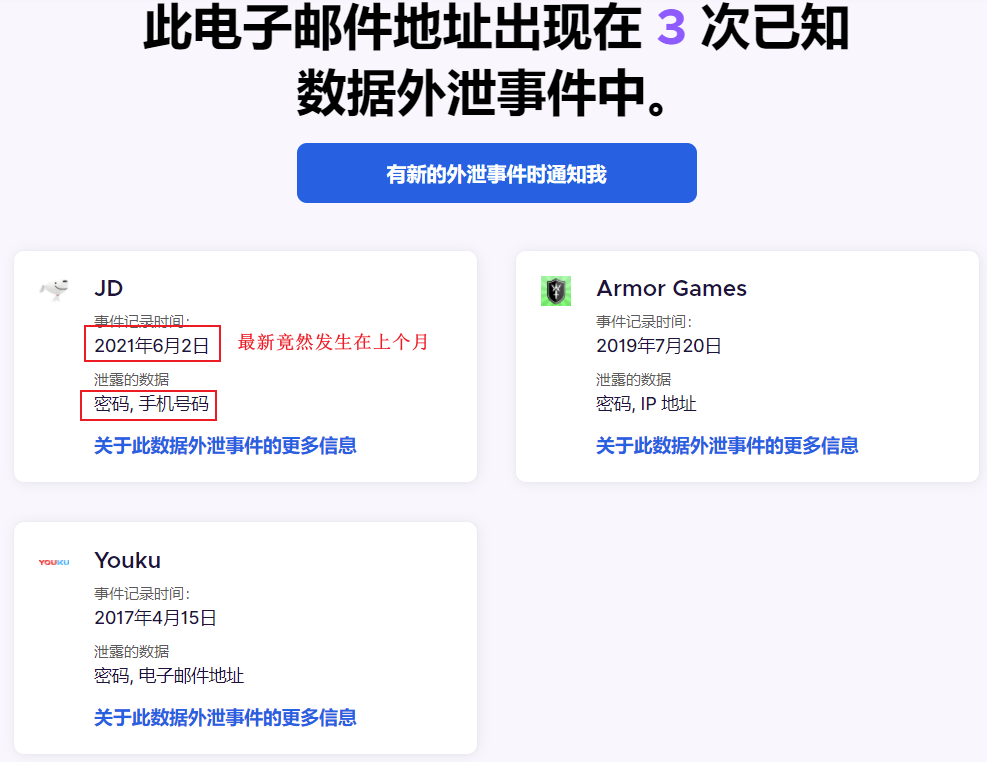 此电子邮件地址出现在 3 次已知
数据外泄事件中。
有新的外泄事件时通知我
JD
事件记录时间:
2021年6月2日
最新竟然发生在上个月
泄露的数据
密码, 手机号码
关于此数据外泄事件的更多信息
Armor Games
事件记录时间:
2019年7月20日
泄露的数据
密码, IP 地址
关于此数据外泄事件的更多信息
YOUKU
Youku
事件记录时间:
2017年4月15日
泄露的数据
密码, 电子邮件地址
关于此数据外泄事件的更多信息